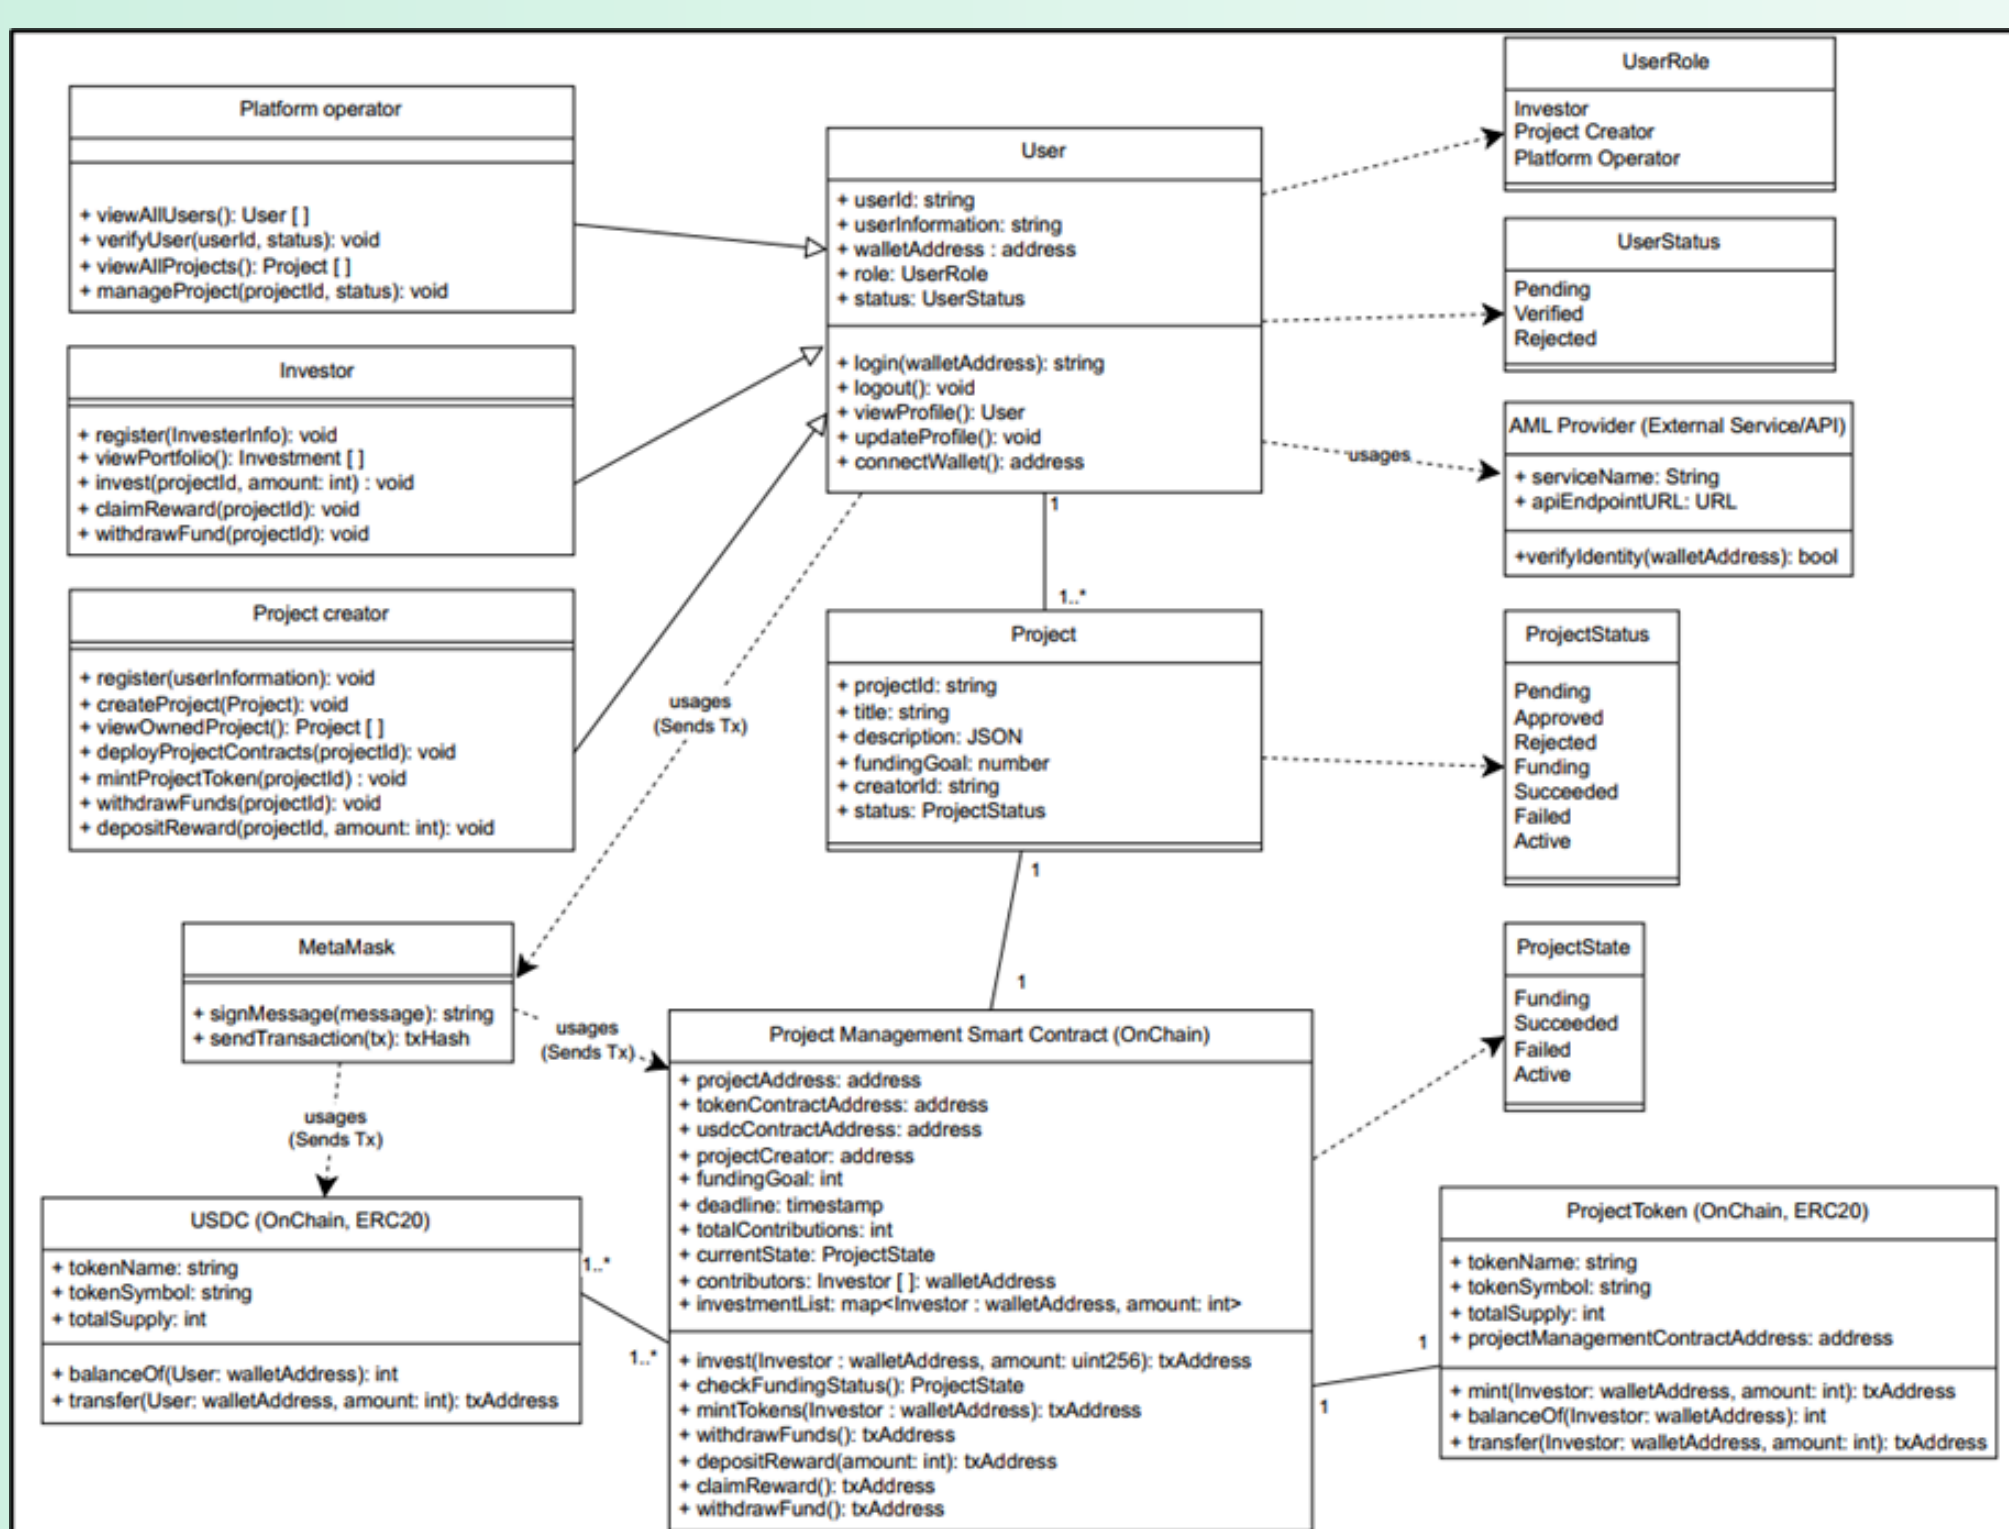 Platform operator
+ viewAllUsers(): User [ ]
+ verifyUser(userId, status): void
+ viewAllProjects(): Project [ ]
+ manageProject(projectId, status): void
Investor
+ register(InvesterInfo): void
+ viewPortfolio(): Investment [ ]
+ invest(projectId, amount: int) : void
+ claimReward(projectId): void
+ withdrawFund(projectId): void
Project creator
+ register(userInformation): void
+ createProject(Project): void
+ viewOwnedProject(): Project [ ]
+ deployProjectContracts(projectId): void
+ mintProjectToken(projectId) : void
+ withdrawFunds(projectId): void
+ depositReward(projectId, amount: int): void
User
+ userId: string
+ userInformation: string
+ walletAddress : address
+ role: UserRole
+ status: UserStatus
+ login(walletAddress): string
+ logout(): void
+ viewProfile(): User
+ updateProfile(): void
+ connectWallet(): address
UserRole
Investor
Project Creator
Platform Operator
UserStatus
Pending
Verified
Rejected
usages
AML Provider (External Service/API)
+ serviceName: String
+ apiEndpointURL: URL
+verifyIdentity(walletAddress): bool
1
1..*
Project
+ projectId: string
+ title: string
+ description: JSON
+ fundingGoal: number
+ creatorId: string
+ status: ProjectStatus
ProjectStatus
Pending
Approved
Rejected
Funding
Succeeded
Failed
Active
usages
(Sends Tx)
1
1
MetaMask
+ signMessage(message): string
+ sendTransaction(tx): txHash
usages
(Sends Tx)
usages
(Sends Tx)
ProjectState
Funding
Succeeded
Failed
Active
Project Management Smart Contract (OnChain)
+ projectAddress: address
+ tokenContractAddress: address
+ usdcContractAddress: address
+ projectCreator: address
+ fundingGoal: int
+ deadline: timestamp
+ totalContributions: int
+ currentState: ProjectState
+ contributors: Investor [ ]: walletAddress
+ investmentList: map<Investor : walletAddress, amount: int>
+ invest(Investor : walletAddress, amount: uint256): txAddress
+ checkFundingStatus(): ProjectState
+ mintTokens(Investor : walletAddress): txAddress
+ withdrawFunds(): txAddress
+ depositReward(amount: int): txAddress
+ claimReward(): txAddress
+ withdrawFund(): txAddress
USDC (OnChain, ERC20)
+ tokenName: string
+ tokenSymbol: string
+ totalSupply: int
+ balanceOf(User: walletAddress): int
+ transfer(User: walletAddress, amount: int): txAddress
1..*
1..*
1
1
ProjectToken (OnChain, ERC20)
+ tokenName: string
+ tokenSymbol: string
+ totalSupply: int
+ projectManagementContractAddress: address
+ mint(Investor: walletAddress, amount: int): txAddress
+ balanceOf(Investor: walletAddress): int
+ transfer(Investor: walletAddress, amount: int): txAddress